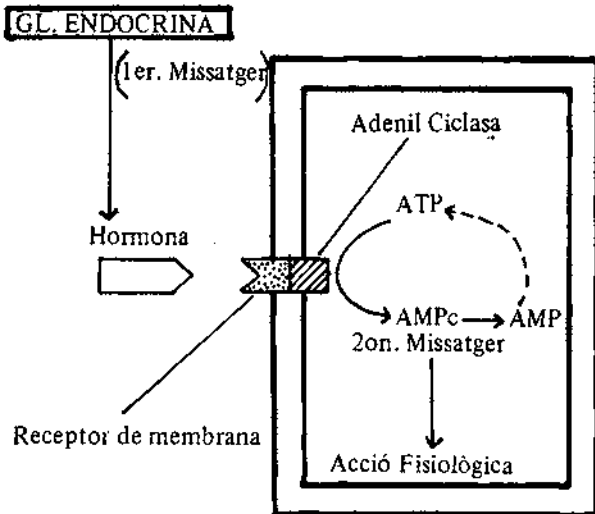 GL. ENDOCRINA
(1er. Missatger)
Adenil Ciclasa
ATP
Hormona
AMPc
AMP
2on. Missatger
Receptor de membrana
Acció Fisiològica